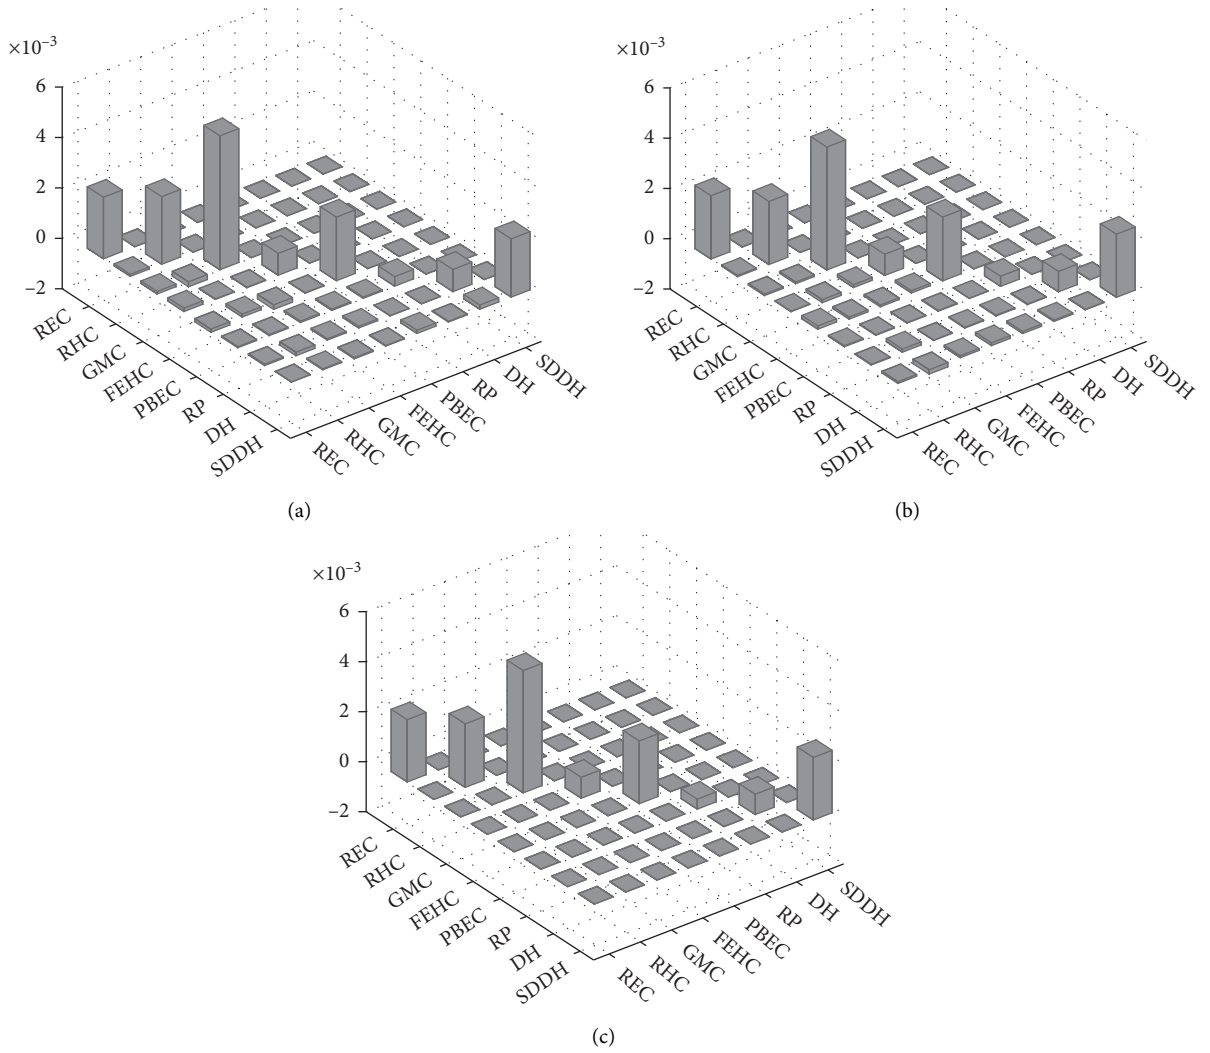 ×10⁻³
6
4
2
0
−2
REC
RHC
GMC
FEHC
PBEC
RP
DH
SDDH
REC
RHC
GMC
FEHC
PBEC
RP
DH
SDDH
(a)
×10⁻³
6
4
2
0
−2
REC
RHC
GMC
FEHC
PBEC
RP
DH
SDDH
REC
RHC
GMC
FEHC
PBEC
RP
DH
SDDH
(b)
×10⁻³
6
4
2
0
−2
REC
RHC
GMC
FEHC
PBEC
RP
DH
SDDH
REC
RHC
GMC
FEHC
PBEC
RP
DH
SDDH
(c)